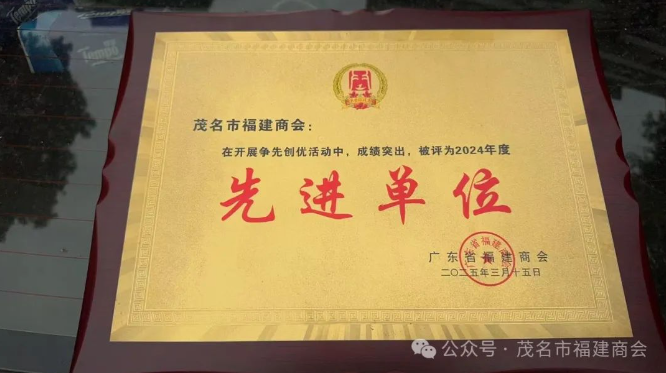 Tempo
茂名市福建商会：
在开展争先创优活动中，成绩突出，被评为2024年度
先进单位
广东省福建商会
二〇二五年三月十五日
公众号·茂名市福建商会